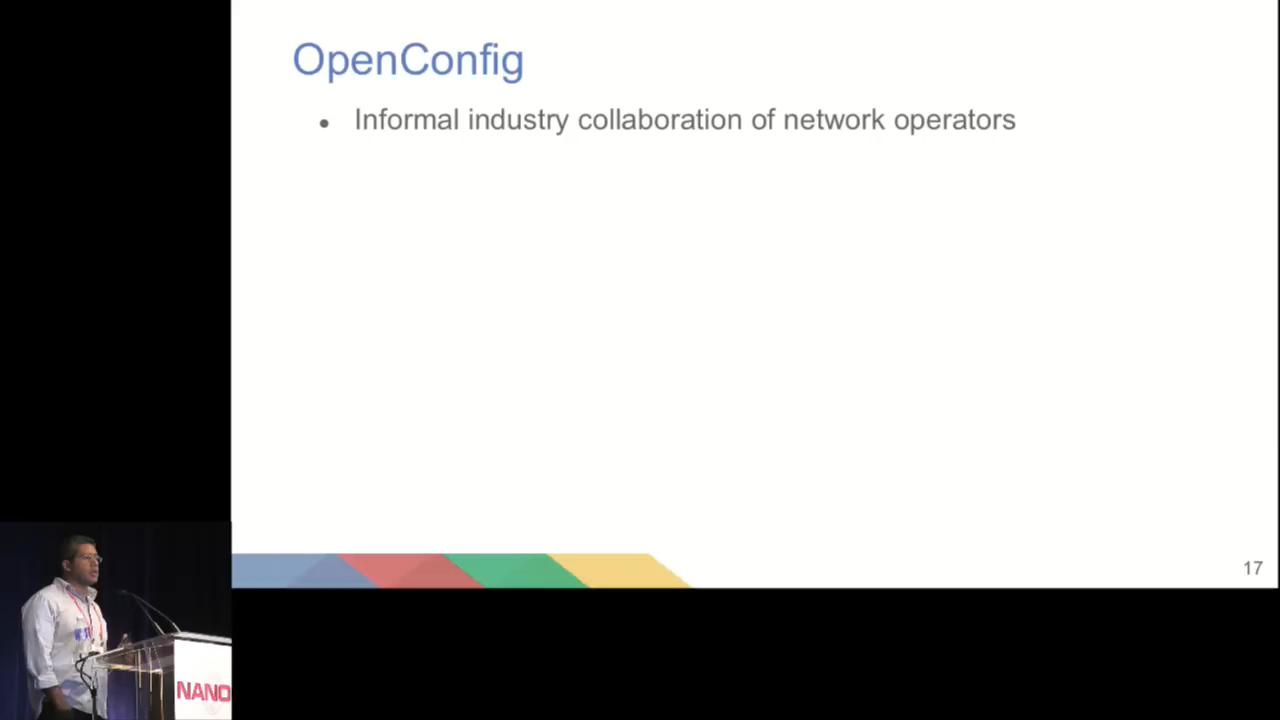 OpenConfig
• Informal industry collaboration of network operators
17
NANO